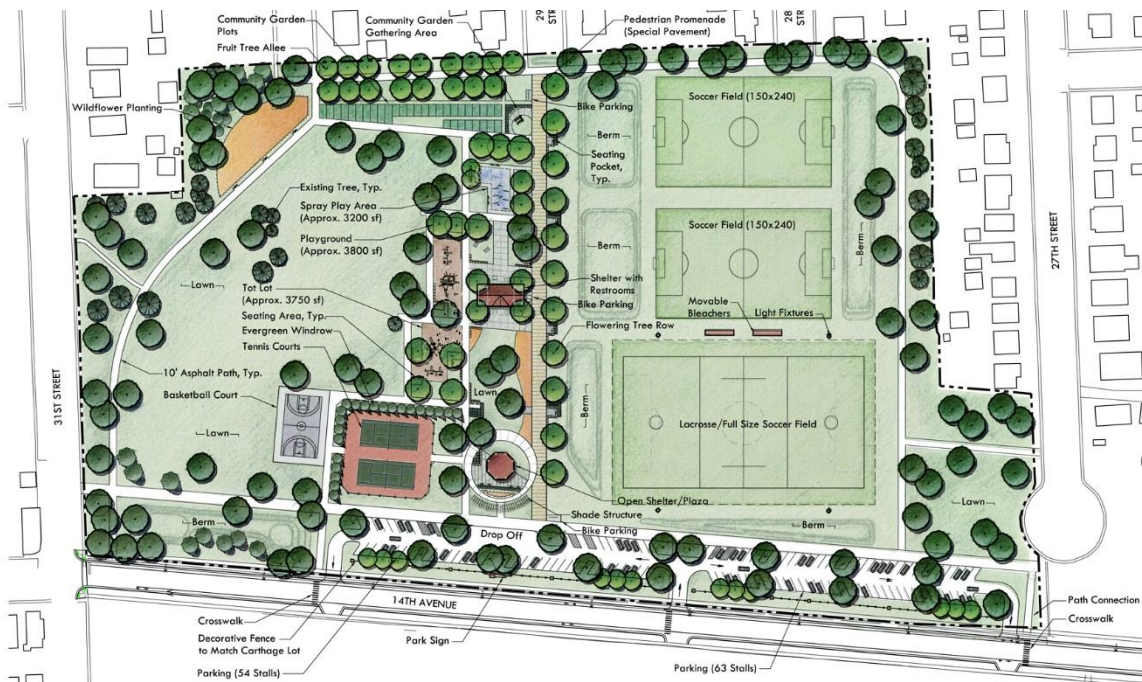 Community Garden
Plots
Fruit Tree Allee
Community Garden
Gathering Area
29
Pedestrian Promenade
(Special Pavement)
28
Wildflower Planting
Bike Parking
Soccer Field (150x240)
Berm
Seating
Pocket,
Typ.
Existing Tree, Typ.
Spray Play Area
(Approx. 3200 sf)
Playground
(Approx. 3800 sf)
Soccer Field (150x240)
Berm
Berm
27TH STREET
Lawn
Tot Lot
(Approx. 3750 sf)
Seating Area, Typ.
Evergreen Windrow
Tennis Courts
Shelter with
Restrooms
Bike Parking
Movable
Bleachers
Light Fixtures
Flowering Tree Row
10' Asphalt Path, Typ.
Basketball Court
31ST STREET
Lawn
Lawn
Berm
Lacrosse/Full Size Soccer Field
Open Shelter/Plaza
Lawn
Shade Structure
Berm
Bike Parking
Berm
Drop Off
14TH AVENUE
Crosswalk
Decorative Fence
to Match Carthage Lot
Park Sign
Parking (54 Stalls)
Parking (63 Stalls)
Path Connection
Crosswalk